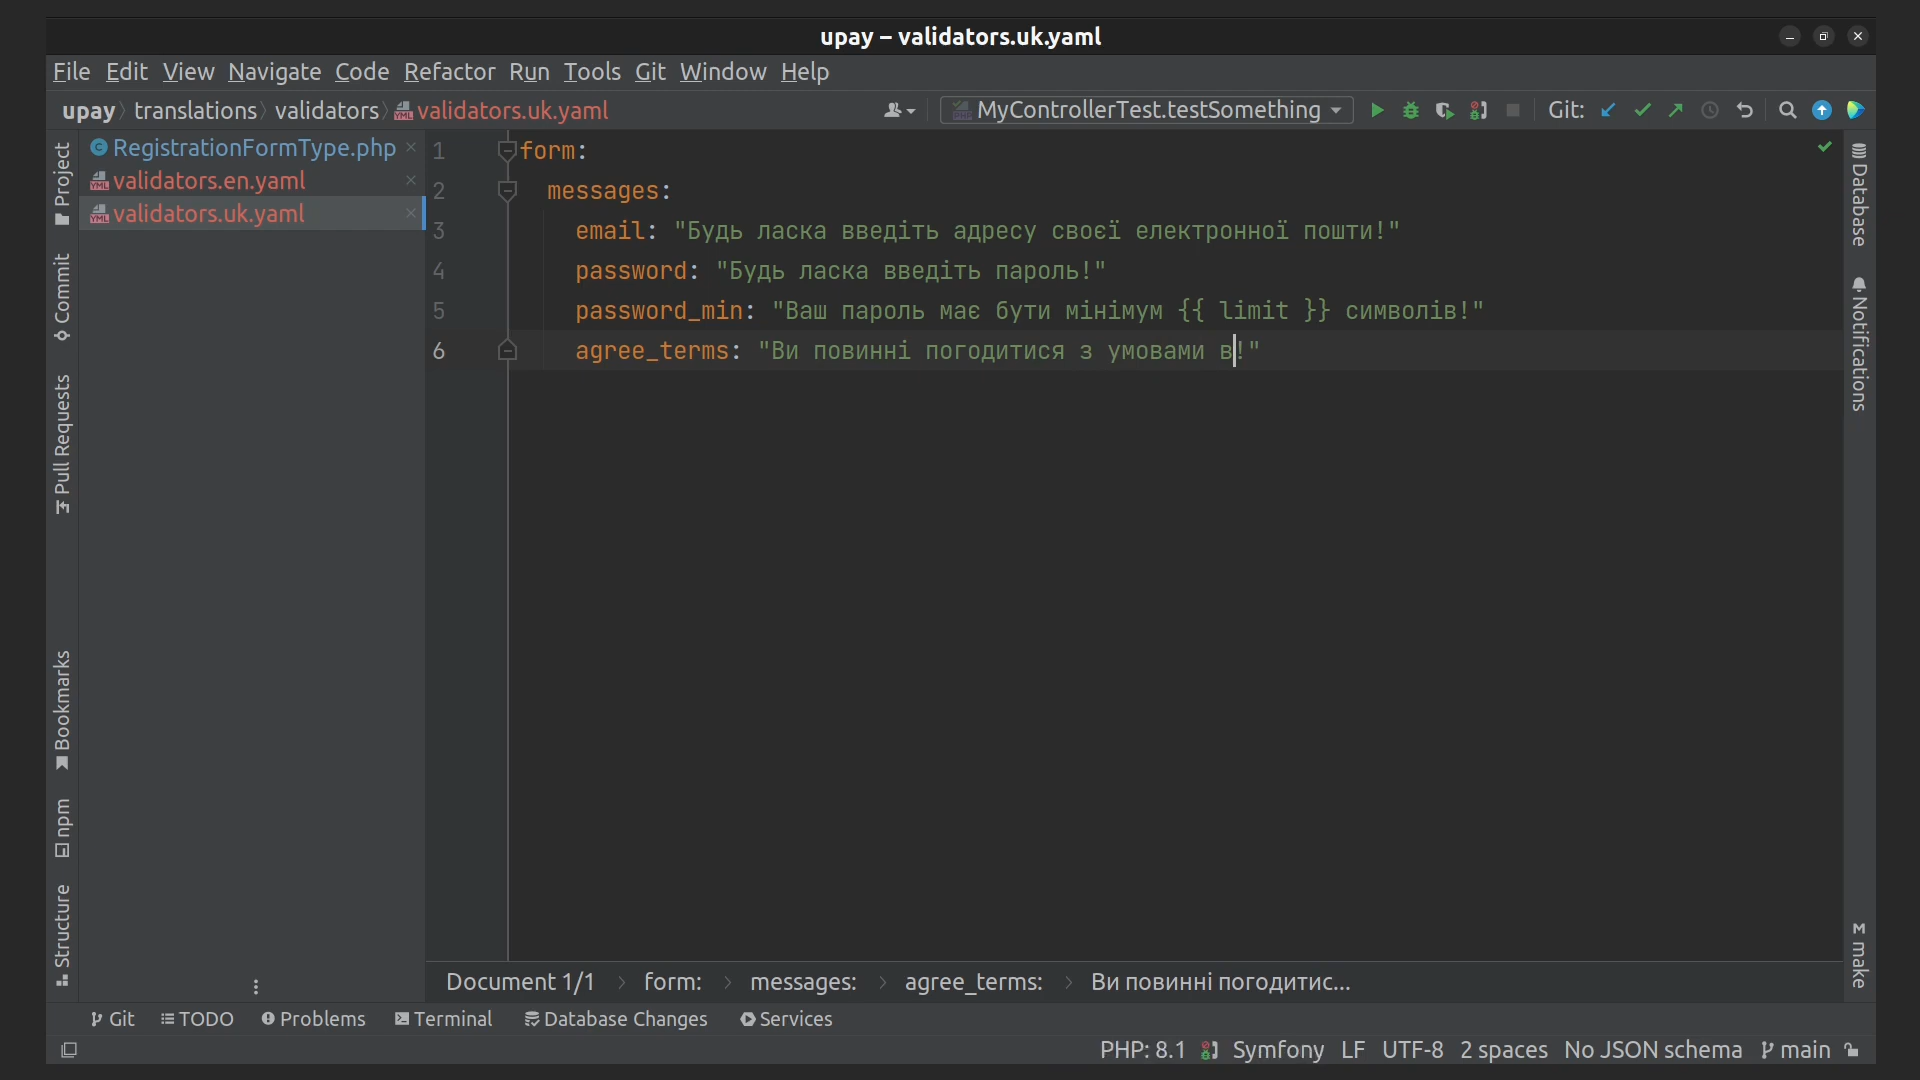 upay – validators.uk.yaml
File Edit View Navigate Code Refactor Run Tools Git Window Help
upay translations validators validators.uk.yaml MyControllerTest.testSomething Git:
Project
Commit
Pull Requests
Bookmarks
npm
Structure
RegistrationFormType.php
validators.en.yaml
validators.uk.yaml
1 form:
2 messages:
3 email: "Будь ласка введіть адресу своєї електронної пошти!"
4 password: "Будь ласка введіть пароль!"
5 password_min: "Ваш пароль має бути мінімум {{ limit }} символів!"
6 agree_terms: "Ви повинні погодитися з умовами в!"
Database
Notifications
make
Document 1/1 form: messages: agree_terms: Ви повинні погодитис...
Git TODO Problems Terminal Database Changes Services
PHP: 8.1 Symfony LF UTF-8 2 spaces No JSON schema main